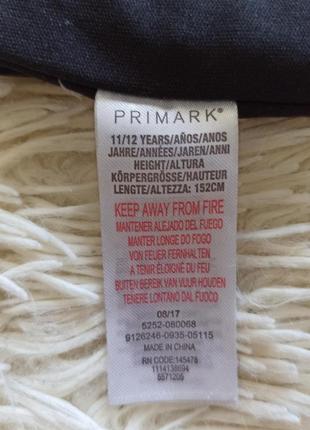 PRIMARK®
11/12 YEARS/AÑOS/ANOS
JAHRE/ANNÉES/JAREN/ANNI
HEIGHT/ALTURA
KÖRPERGRÖSSE/HAUTEUR
LENGTE/ALTEZZA: 152CM
KEEP AWAY FROM FIRE
MANTENER ALEJADO DEL FUEGO
MANTER LONGE DO FOGO
VON FEUER FERNHALTEN
A TENIR ÉLOIGNÉ DU FEU
BUITEN BEREIK VAN VUUR HOUDEN
TENERE LONTANO DAL FUOCO
08/17
5252-080068
9126246-0935-05115
MADE IN CHINA
RN CODE:145478
1114138694
5571205